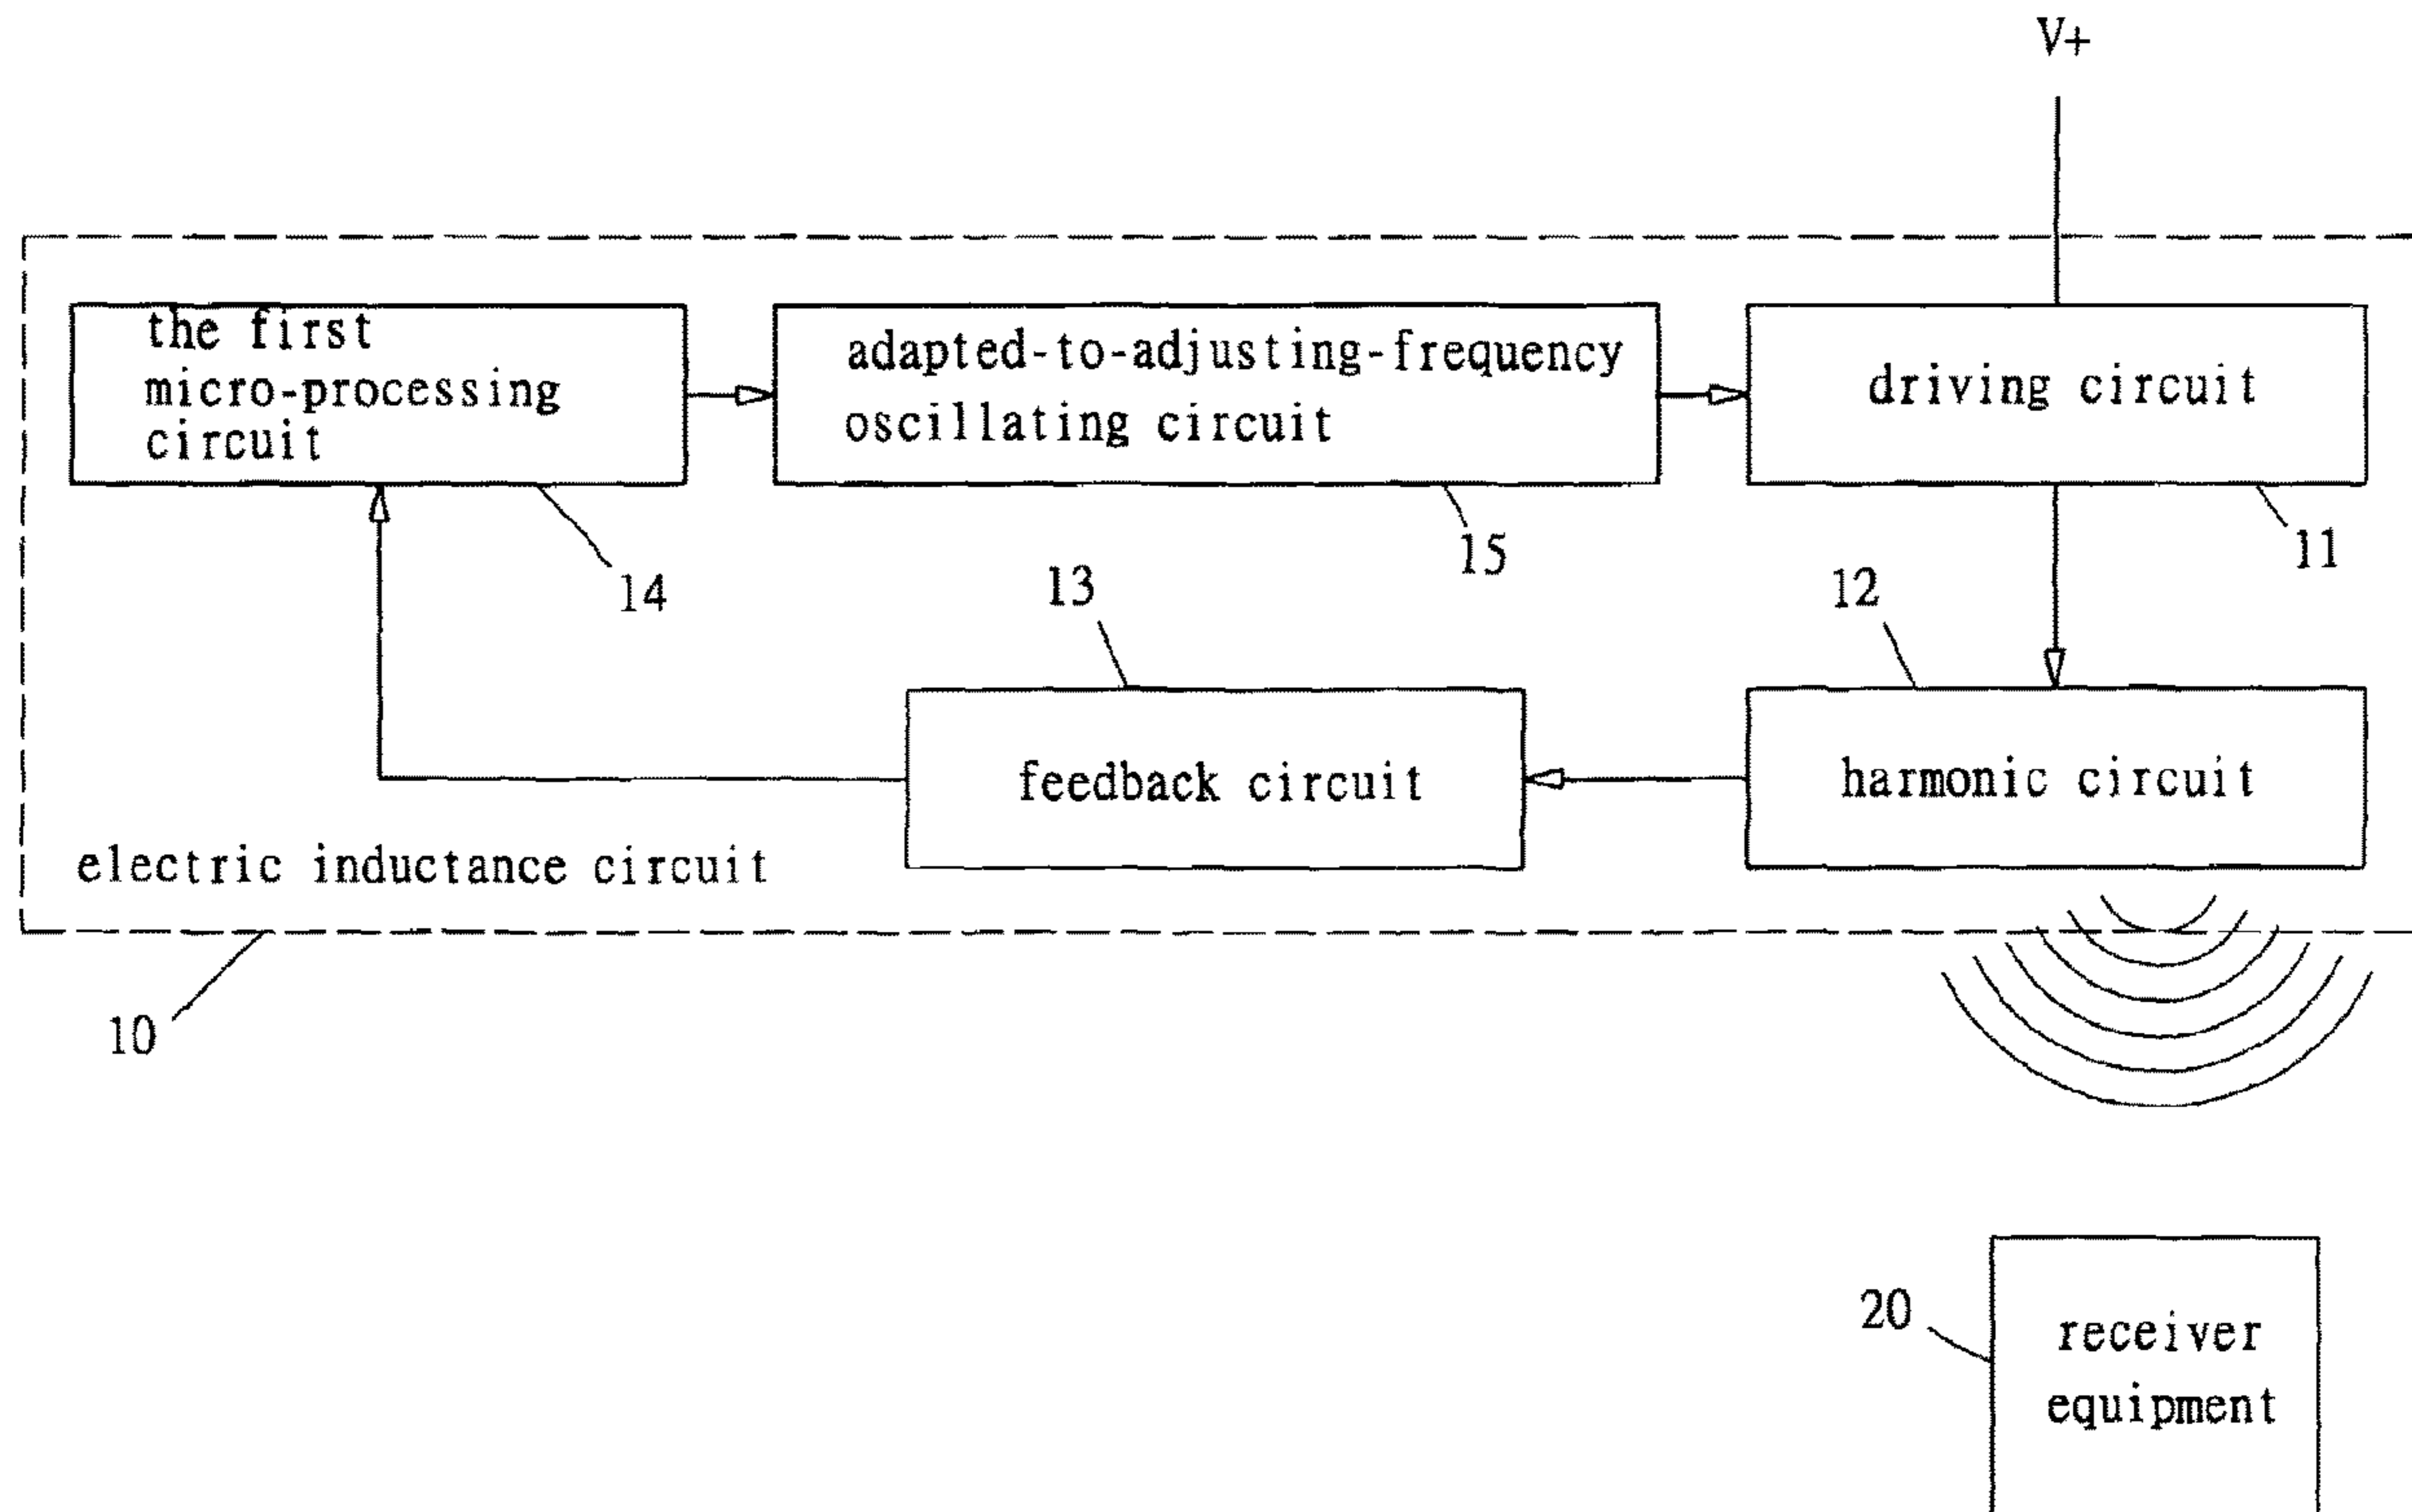 V+
the first
micro-processing
circuit
adapted-to-adjusting-frequency
oscillating circuit
driving circuit
14
15
11
13
12
feedback circuit
harmonic circuit
electric inductance circuit
10
20
receiver
equipment